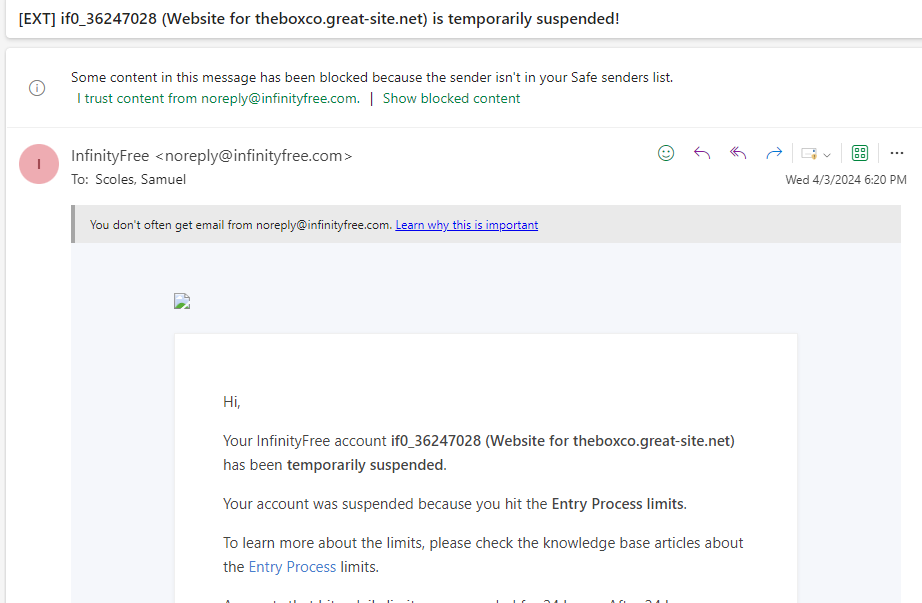 [EXT] if0_36247028 (Website for theboxco.great-site.net) is temporarily suspended!
Some content in this message has been blocked because the sender isn't in your Safe senders list.
I trust content from noreply@infinityfree.com. | Show blocked content
I
InfinityFree <noreply@infinityfree.com>
To: Scoles, Samuel
Wed 4/3/2024 6:20 PM
You don't often get email from noreply@infinityfree.com. Learn why this is important
Hi,
Your InfinityFree account if0_36247028 (Website for theboxco.great-site.net)
has been temporarily suspended.
Your account was suspended because you hit the Entry Process limits.
To learn more about the limits, please check the knowledge base articles about
the Entry Process limits.